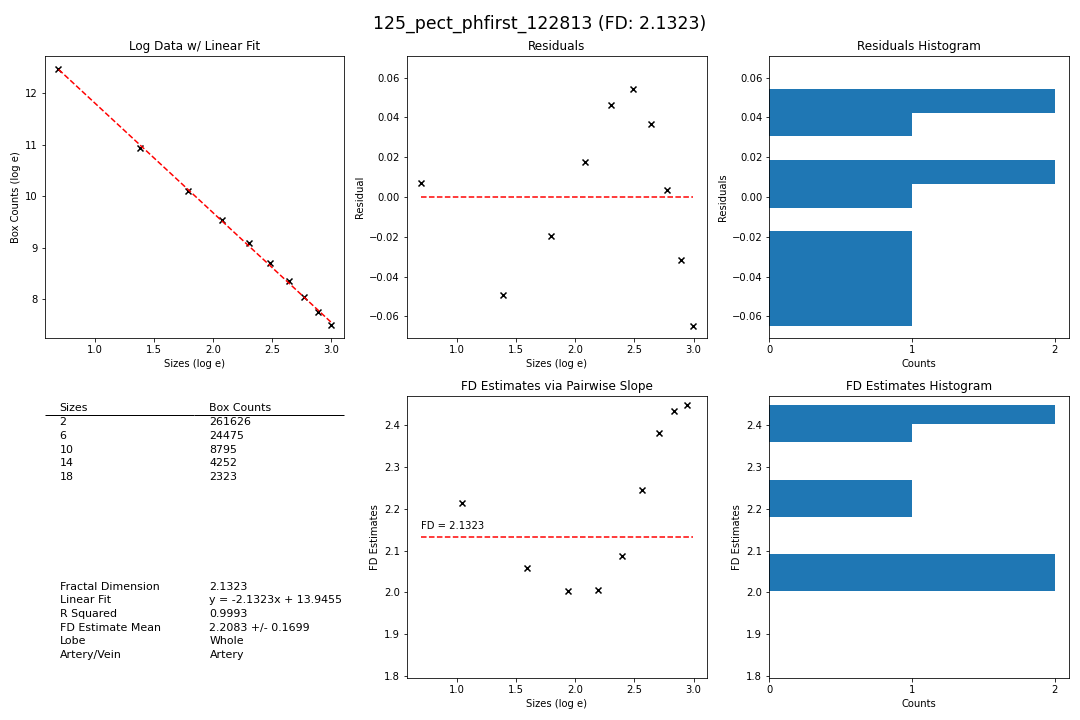 125_pect_phfirst_122813 (FD: 2.1323)
Log Data w/ Linear Fit
Box Counts (log e)
12
11
10
9
8
1.0 1.5 2.0 2.5 3.0
Sizes (log e)
Residuals
Residual
0.06
0.04
0.02
0.00
−0.02
−0.04
−0.06
1.0 1.5 2.0 2.5 3.0
Sizes (log e)
Residuals Histogram
Residuals
0.06
0.04
0.02
0.00
−0.02
−0.04
−0.06
0 1 2
Counts
Sizes Box Counts
2 261626
6 24475
10 8795
14 4252
18 2323
Fractal Dimension 2.1323
Linear Fit y = -2.1323x + 13.9455
R Squared 0.9993
FD Estimate Mean 2.2083 +/- 0.1699
Lobe Whole
Artery/Vein Artery
FD Estimates via Pairwise Slope
FD Estimates
2.4
2.3
2.2
2.1
2.0
1.9
1.8
FD = 2.1323
1.0 1.5 2.0 2.5 3.0
Sizes (log e)
FD Estimates Histogram
FD Estimates
2.4
2.3
2.2
2.1
2.0
1.9
1.8
0 1 2
Counts